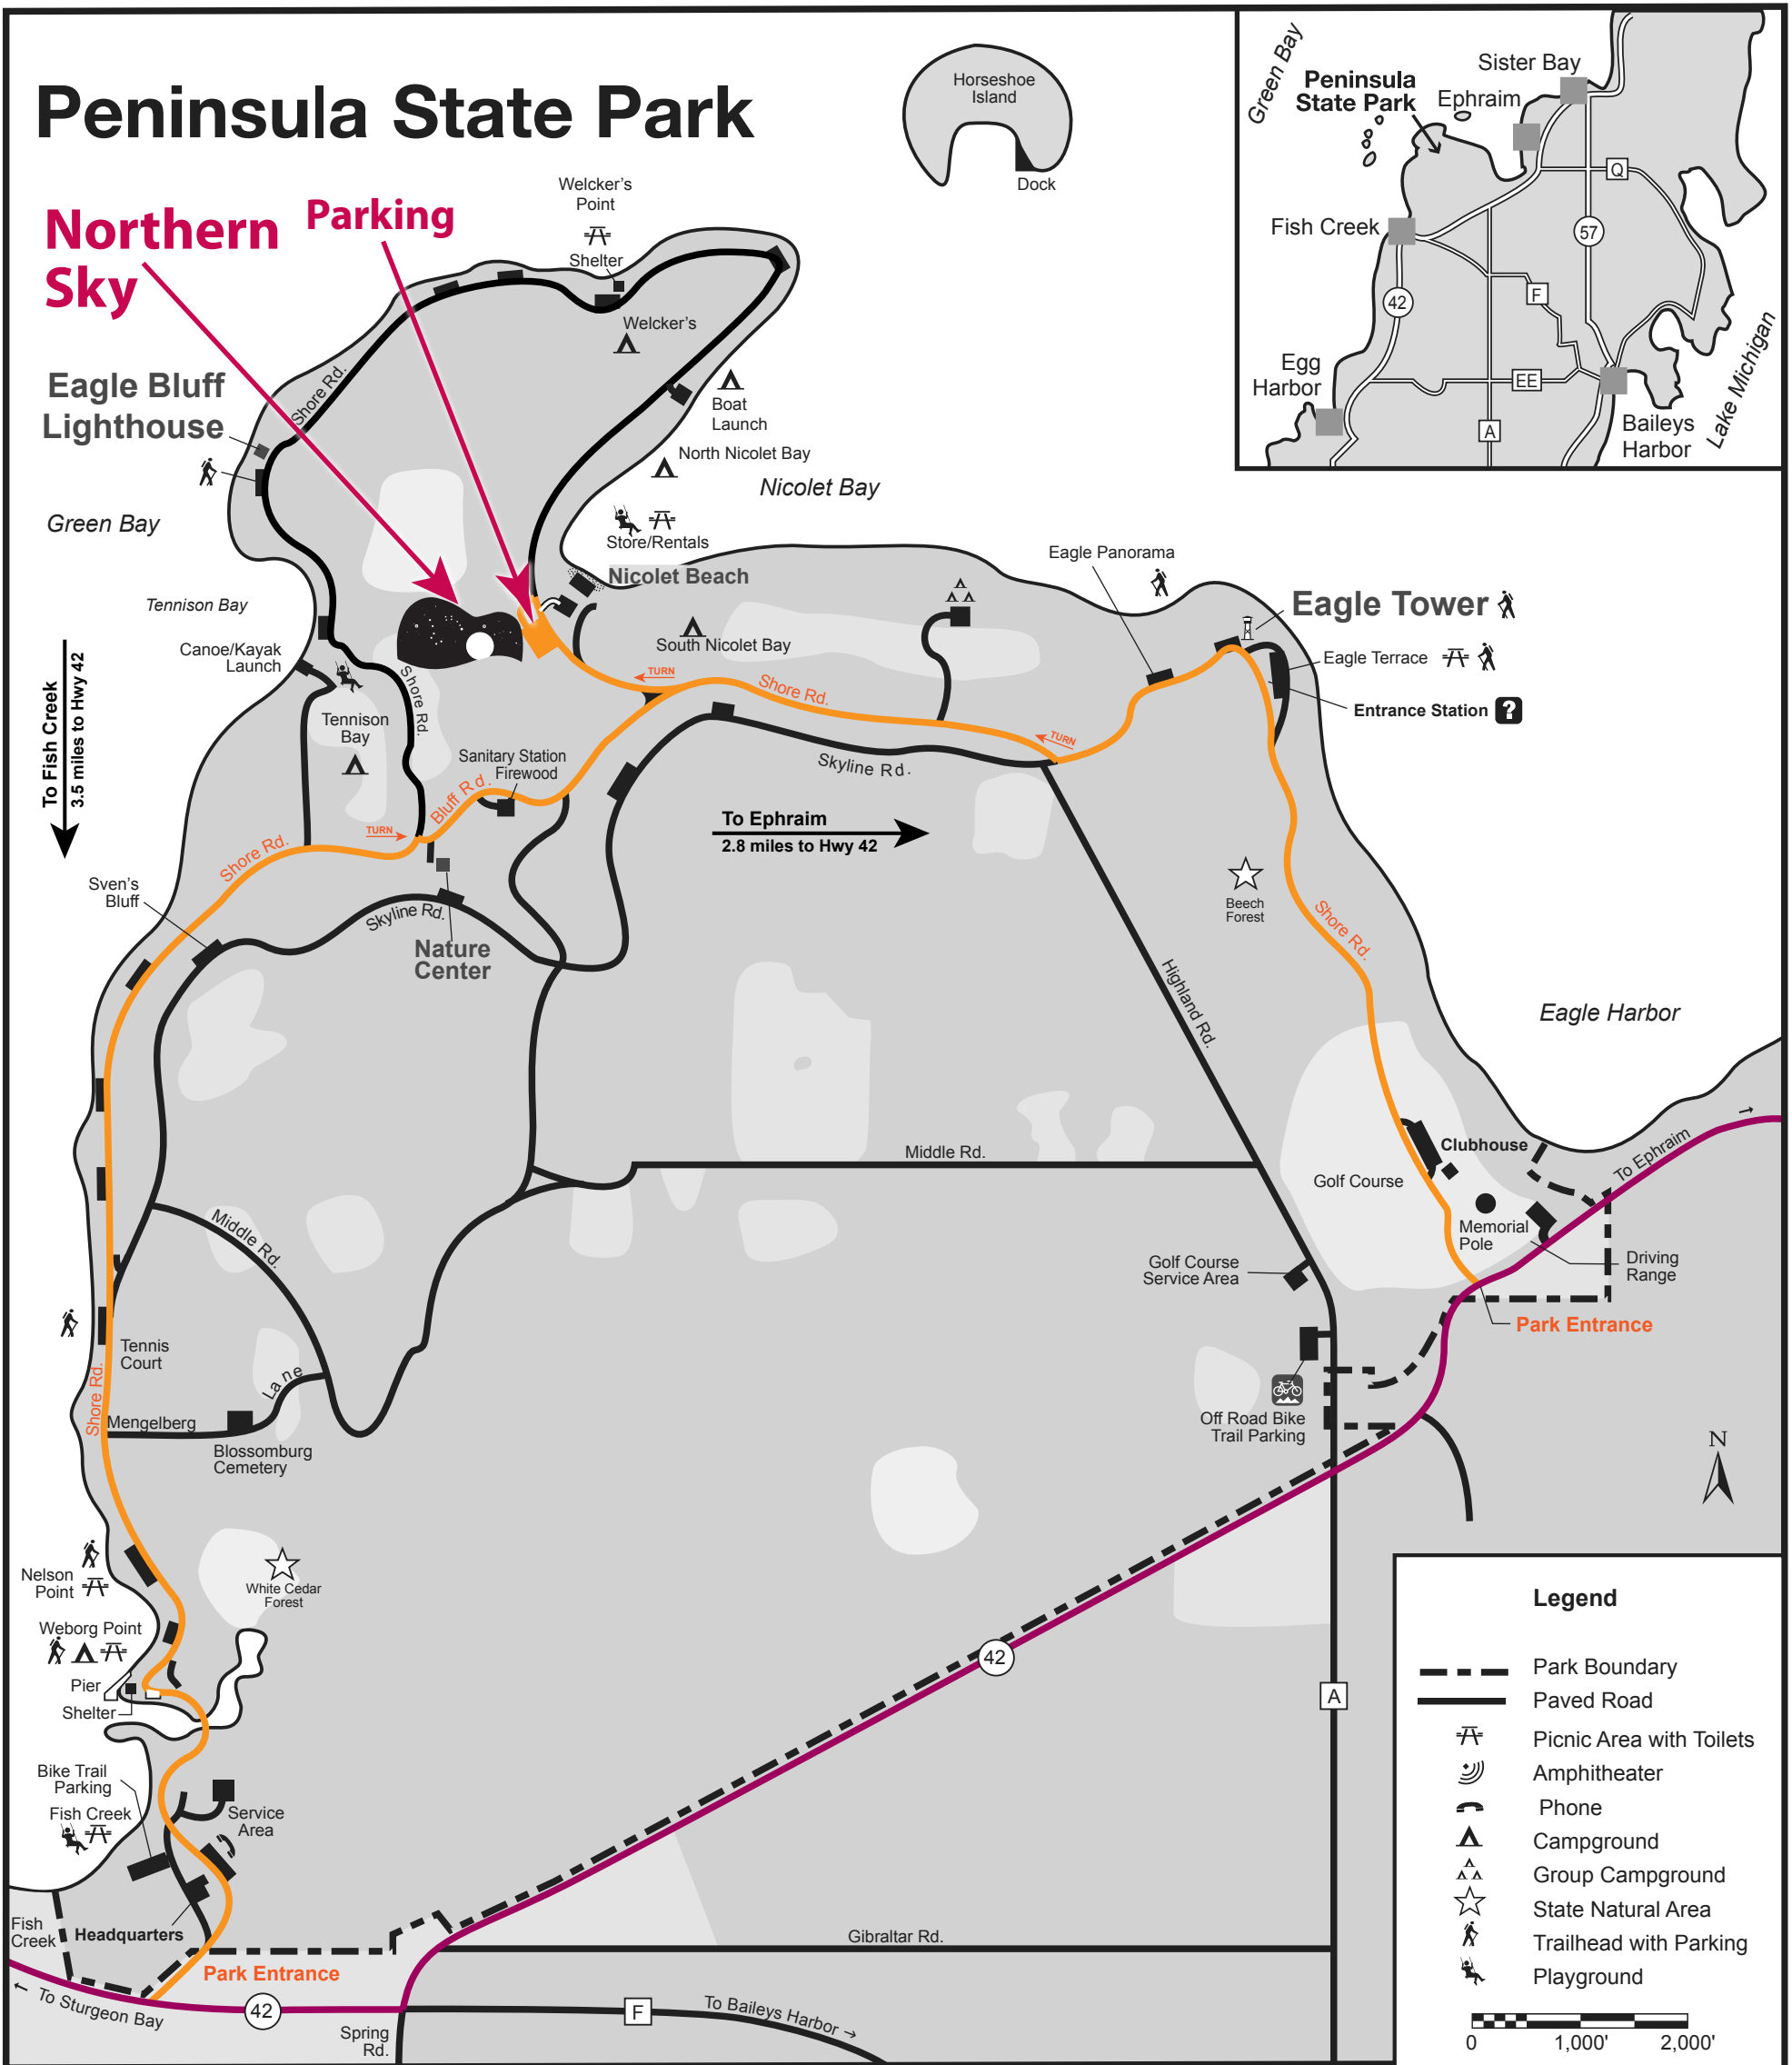 Peninsula State Park
Northern
Sky
Parking
Horseshoe
Island
Dock
Welcker's
Point
Shelter
Welcker's
Eagle Bluff
Lighthouse
Shore Rd.
Boat
Launch
North Nicolet Bay
Nicolet Bay
Green Bay
Store/Rentals
Nicolet Beach
Tennison Bay
Canoe/Kayak
Launch
Shore Rd.
South Nicolet Bay
Eagle Panorama
Eagle Tower
Eagle Terrace
Entrance Station ?
TURN
Shore Rd.
TURN
Skyline Rd.
To Fish Creek
3.5 miles to Hwy 42
Tennison
Bay
Sanitary Station
Firewood
Bluff Rd.
TURN
Shore Rd.
To Ephraim
2.8 miles to Hwy 42
Sven's
Bluff
Skyline Rd.
Nature
Center
Beech
Forest
Shore Rd.
Highland Rd.
Eagle Harbor
Middle Rd.
Clubhouse
Golf Course
Memorial
Pole
To Ephraim →
Driving
Range
Golf Course
Service Area
Park Entrance
Middle Rd.
Tennis
Court
Shore Rd.
Mengelberg Lane
Blossomburg
Cemetery
Off Road Bike
Trail Parking
N
Nelson
Point
White Cedar
Forest
Weborg Point
Pier
Shelter
42
A
Bike Trail
Parking
Fish Creek
Service
Area
Fish
Creek
Headquarters
Park Entrance
Gibraltar Rd.
← To Sturgeon Bay
42
F
To Baileys Harbor →
Spring
Rd.
Green Bay
Peninsula
State Park
Sister Bay
Ephraim
Q
Fish Creek
57
42
F
Egg
Harbor
EE
A
Baileys
Harbor
Lake Michigan
Legend
Park Boundary
Paved Road
Picnic Area with Toilets
Amphitheater
Phone
Campground
Group Campground
State Natural Area
Trailhead with Parking
Playground
0 1,000' 2,000'